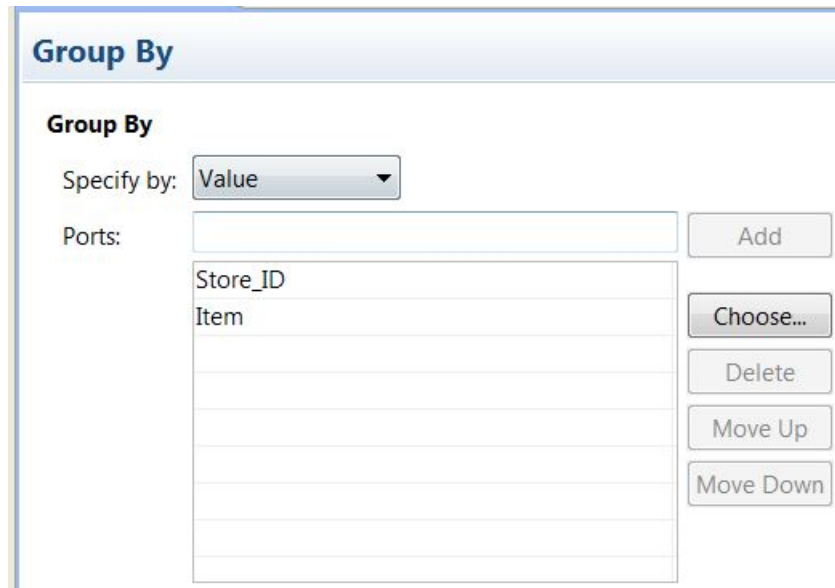 Group By
Group By
Specify by: Value
Ports: Add
Store_ID
Item Choose...
Delete
Move Up
Move Down